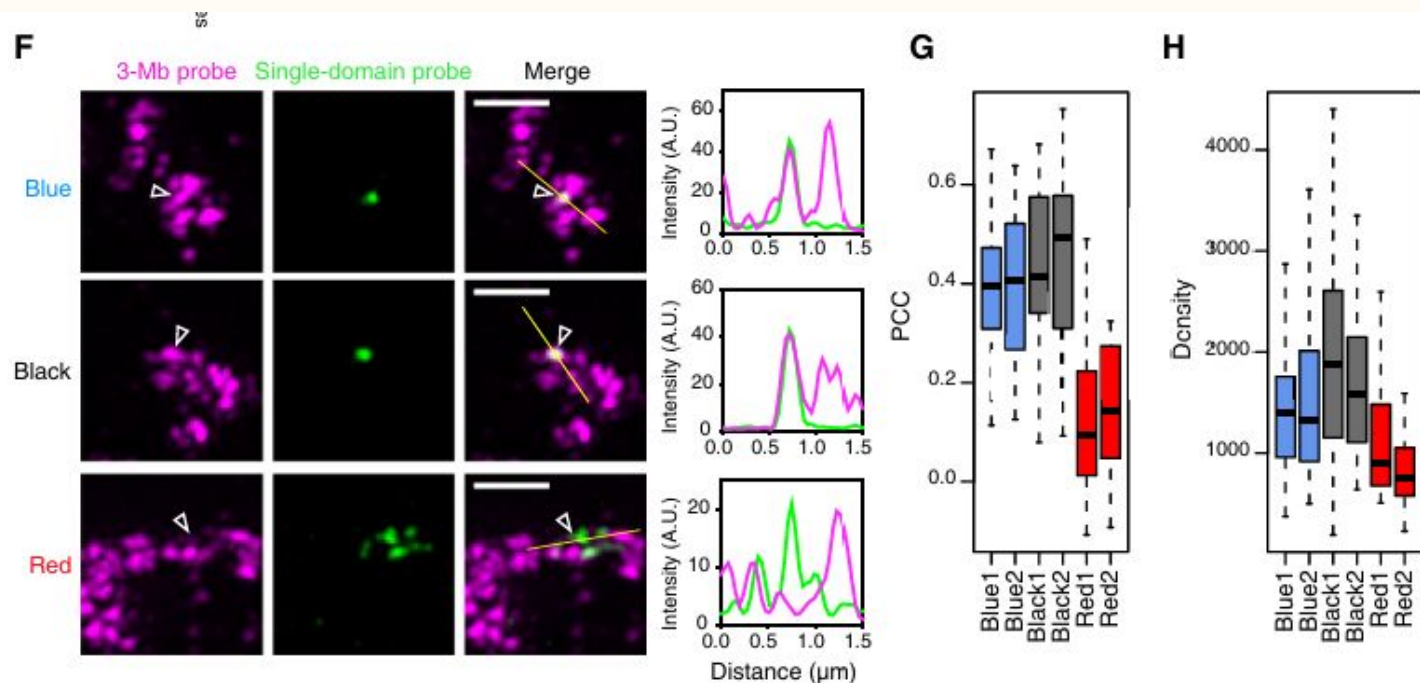 F
3-Mb probe Single-domain probe Merge
Blue
Black
Red
Intensity (A.U.)
60
40
20
0
0.0 0.5 1.0 1.5
Intensity (A.U.)
60
40
20
0
0.0 0.5 1.0 1.5
Intensity (A.U.)
20
10
0
0.0 0.5 1.0 1.5
Distance (µm)
G
PCC
0.6
0.4
0.2
0.0
Blue1
Blue2
Black1
Black2
Red1
Red2
H
Density
4000
3000
2000
1000
Blue1
Blue2
Black1
Black2
Red1
Red2